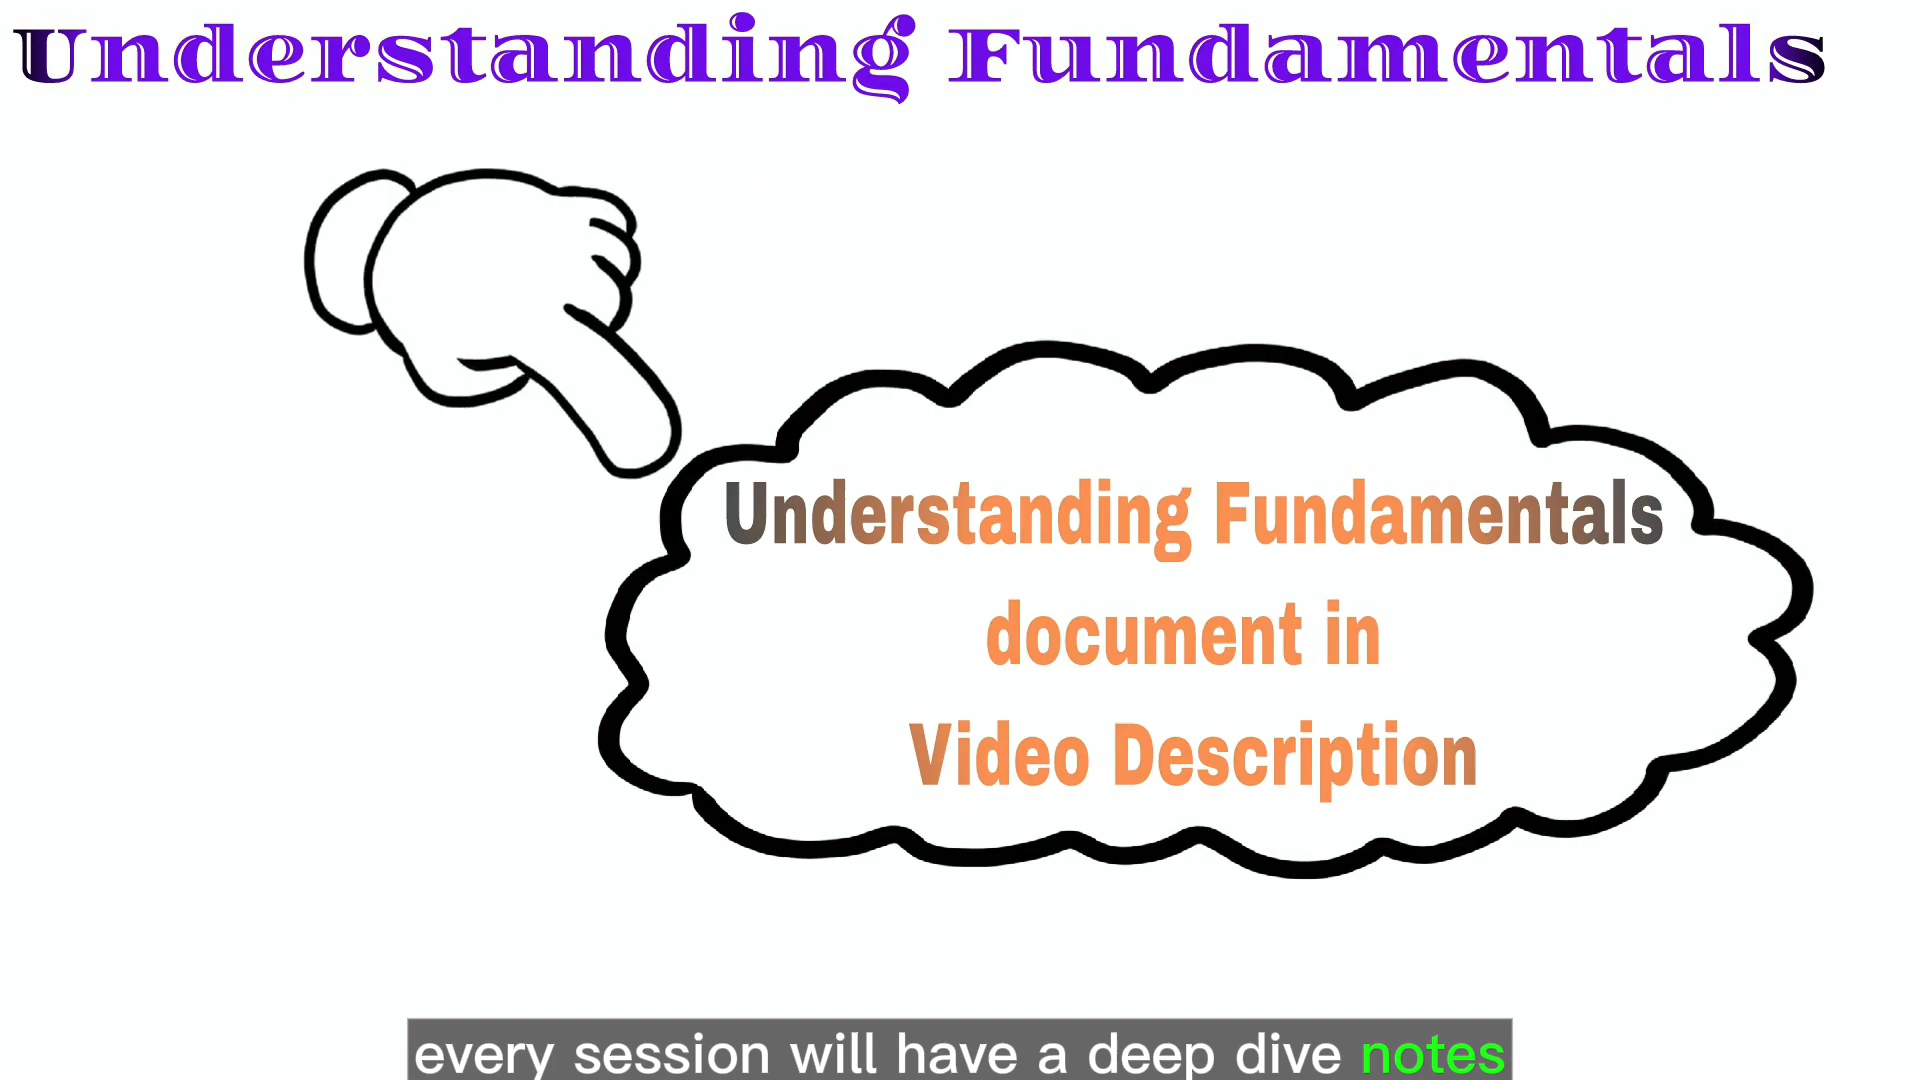 Understanding Fundamentals
Understanding Fundamentals
document in
Video Description
every session will have a deep dive notes